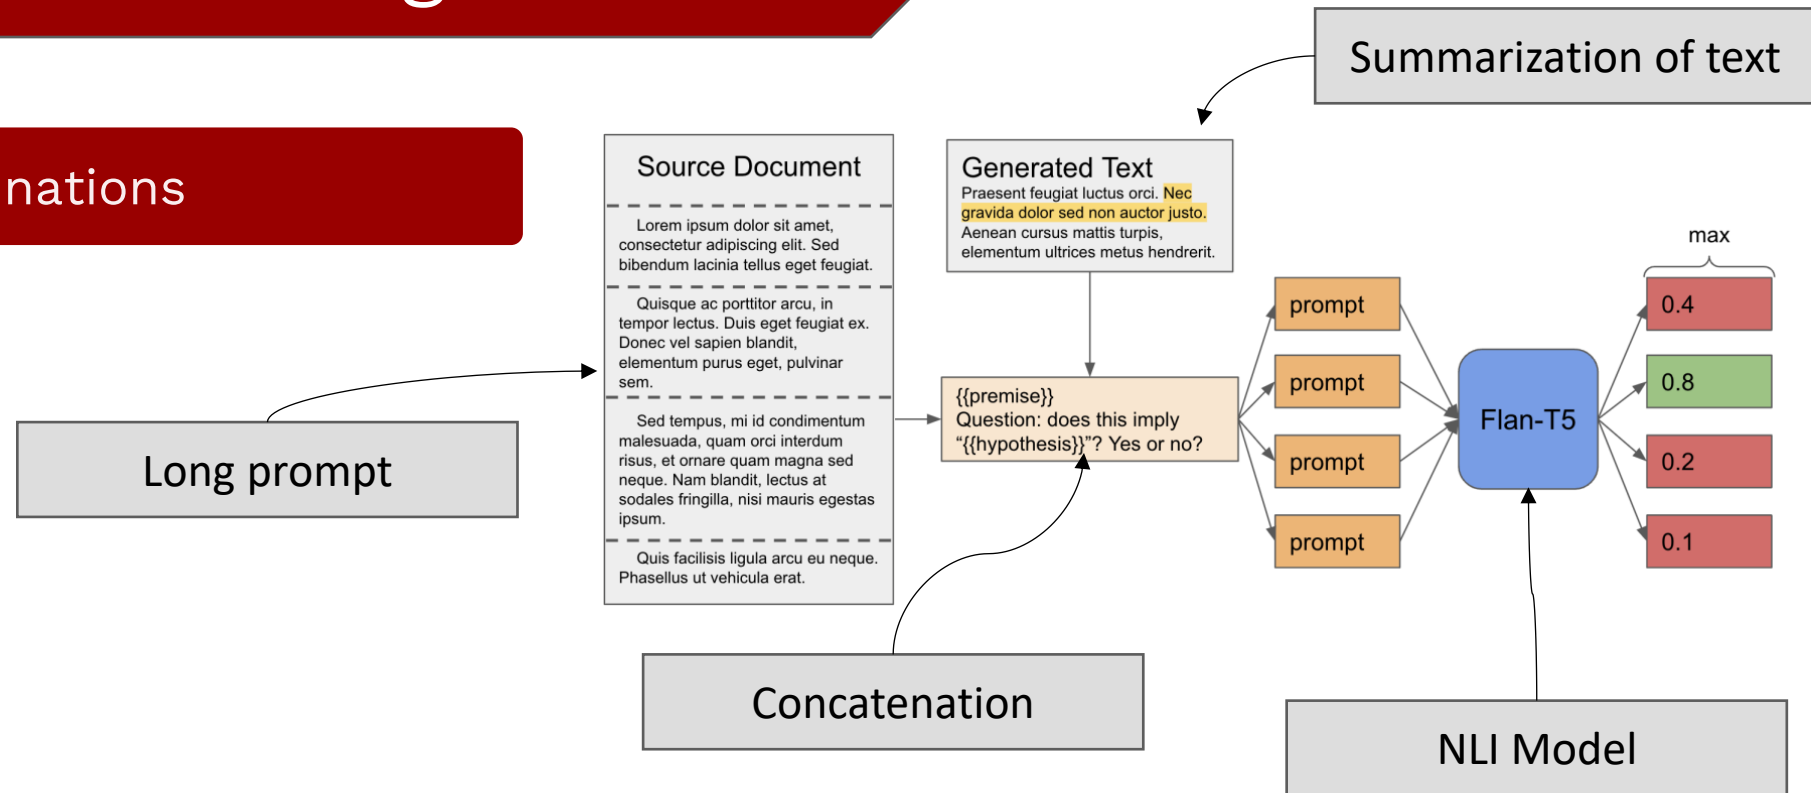 g
nations
Summarization of text
Source Document
Lorem ipsum dolor sit amet,
consectetur adipiscing elit. Sed
bibendum lacinia tellus eget feugiat.
Quisque ac porttitor arcu, in
tempor lectus. Duis eget feugiat ex.
Donec vel sapien blandit,
elementum purus eget, pulvinar
sem.
Sed tempus, mi id condimentum
malesuada, quam orci interdum
risus, et ornare quam magna sed
neque. Nam blandit, lectus at
sodales fringilla, nisi mauris egestas
ipsum.
Quis facilisis ligula arcu eu neque.
Phasellus ut vehicula erat.
Generated Text
Praesent feugiat luctus orci. Nec
gravida dolor sed non auctor justo.
Aenean cursus mattis turpis,
elementum ultrices metus hendrerit.
{{premise}}
Question: does this imply
“{{hypothesis}}”? Yes or no?
prompt
prompt
prompt
prompt
Flan-T5
max
0.4
0.8
0.2
0.1
Long prompt
Concatenation
NLI Model